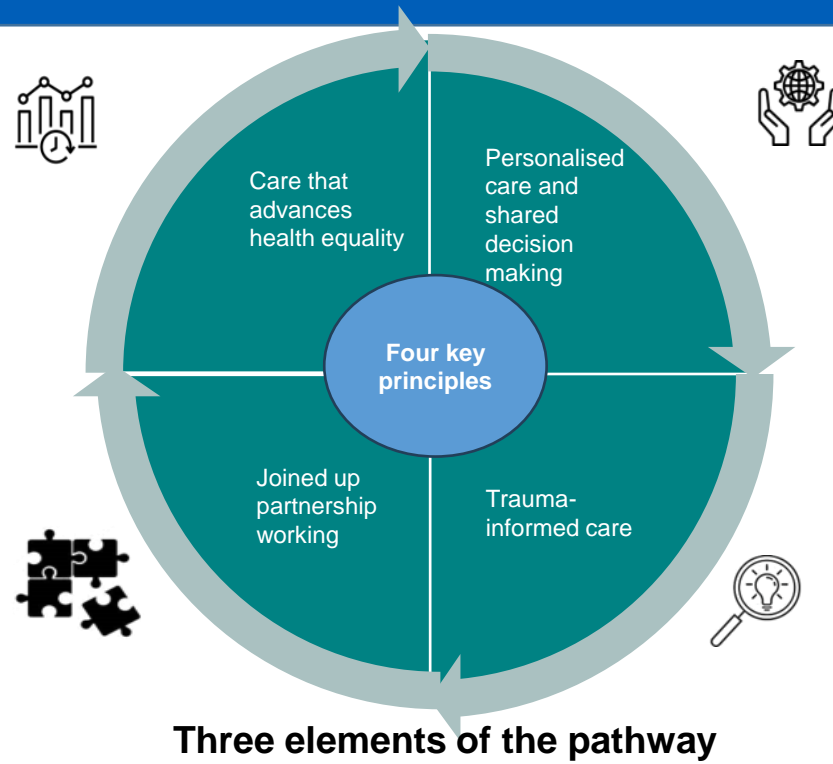 Care that
advances
health equality
Personalised
care and
shared
decision
making
Four key
principles
Joined up
partnership
working
Trauma-
informed care
Three elements of the pathway